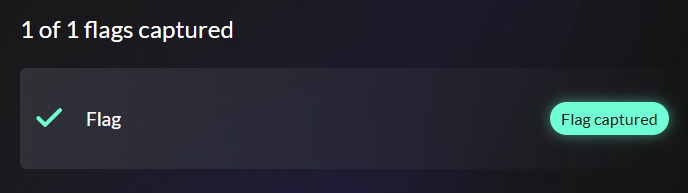 1 of 1 flags captured
Flag
Flag captured